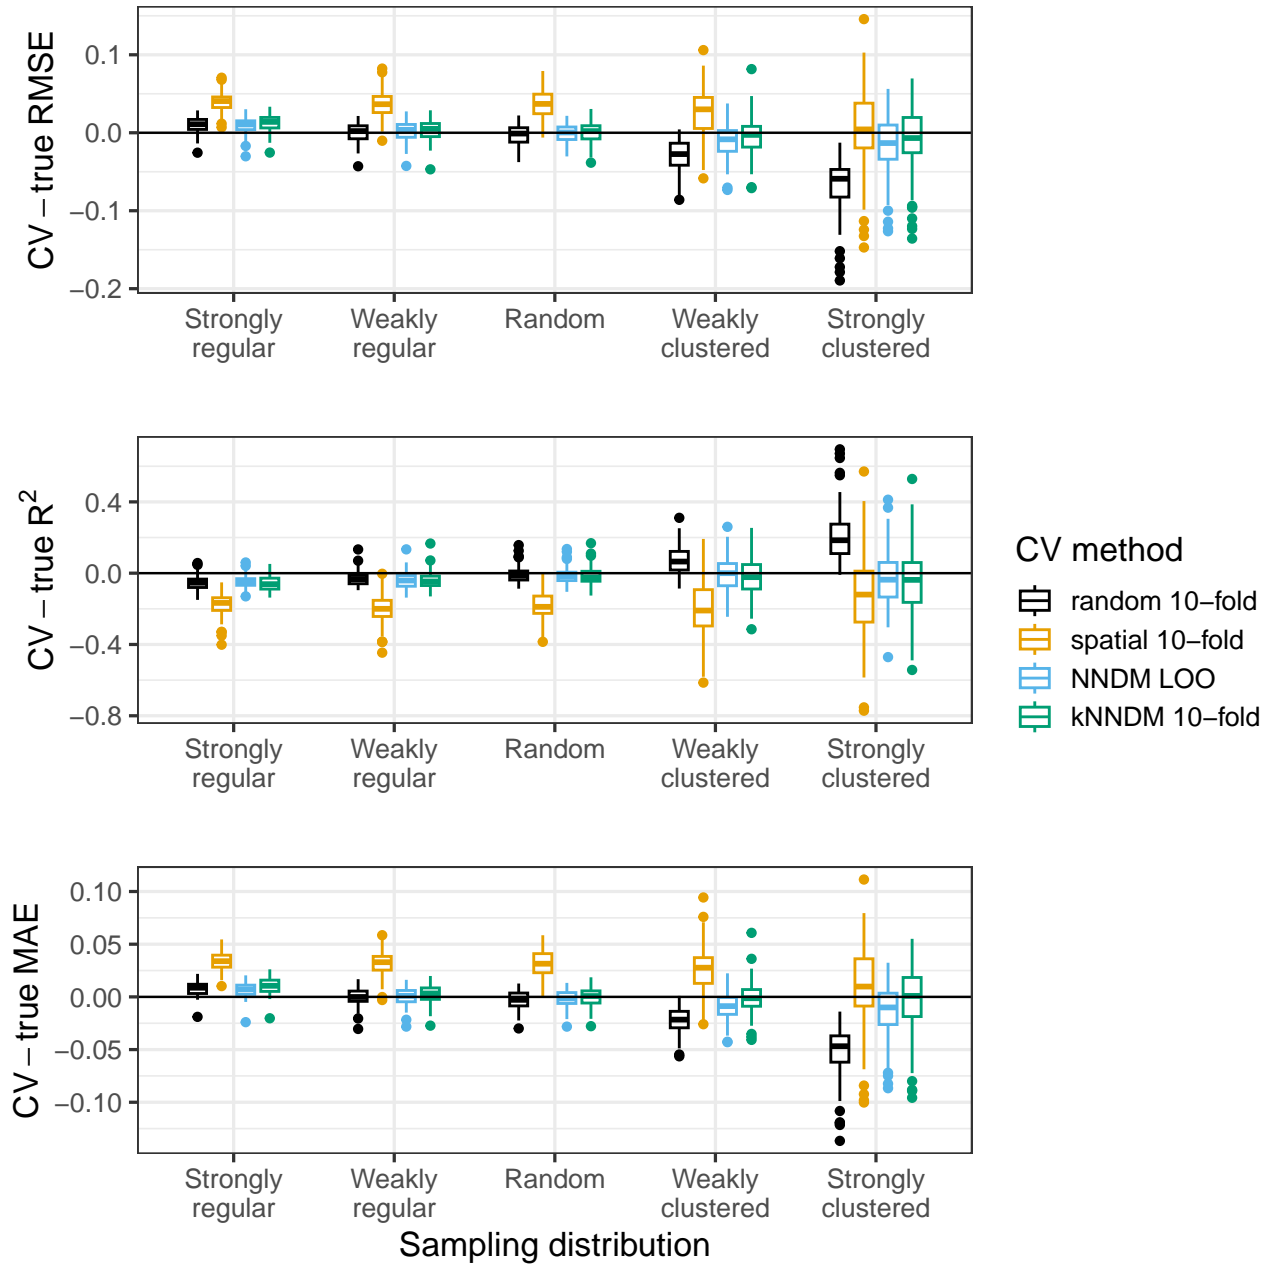 CV − true RMSE
0.1
0.0
−0.1
−0.2
Strongly regular
Weakly regular
Random
Weakly clustered
Strongly clustered
CV − true R²
0.4
0.0
−0.4
−0.8
Strongly regular
Weakly regular
Random
Weakly clustered
Strongly clustered
CV method
random 10−fold
spatial 10−fold
NNDM LOO
kNNDM 10−fold
CV − true MAE
0.10
0.05
0.00
−0.05
−0.10
Strongly regular
Weakly regular
Random
Weakly clustered
Strongly clustered
Sampling distribution